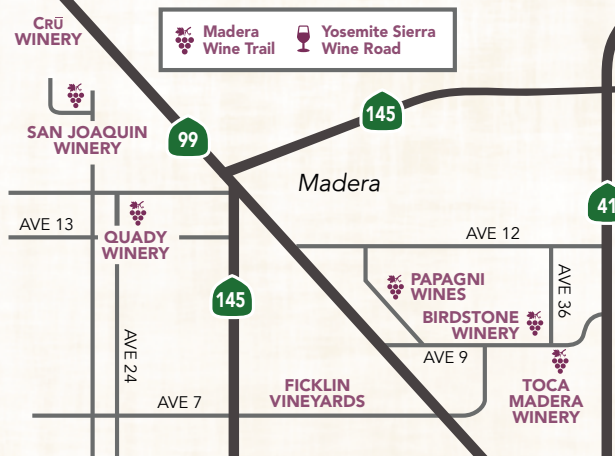 CRŪ
WINERY
Madera
Wine Trail
Yosemite Sierra
Wine Road
SAN JOAQUIN
WINERY
99
145
Madera
41
AVE 13
QUADY
WINERY
AVE 12
145
PAPAGNI
WINES
AVE 36
BIRDSTONE
WINERY
AVE 24
AVE 9
FICKLIN
VINEYARDS
TOCA
MADERA
WINERY
AVE 7